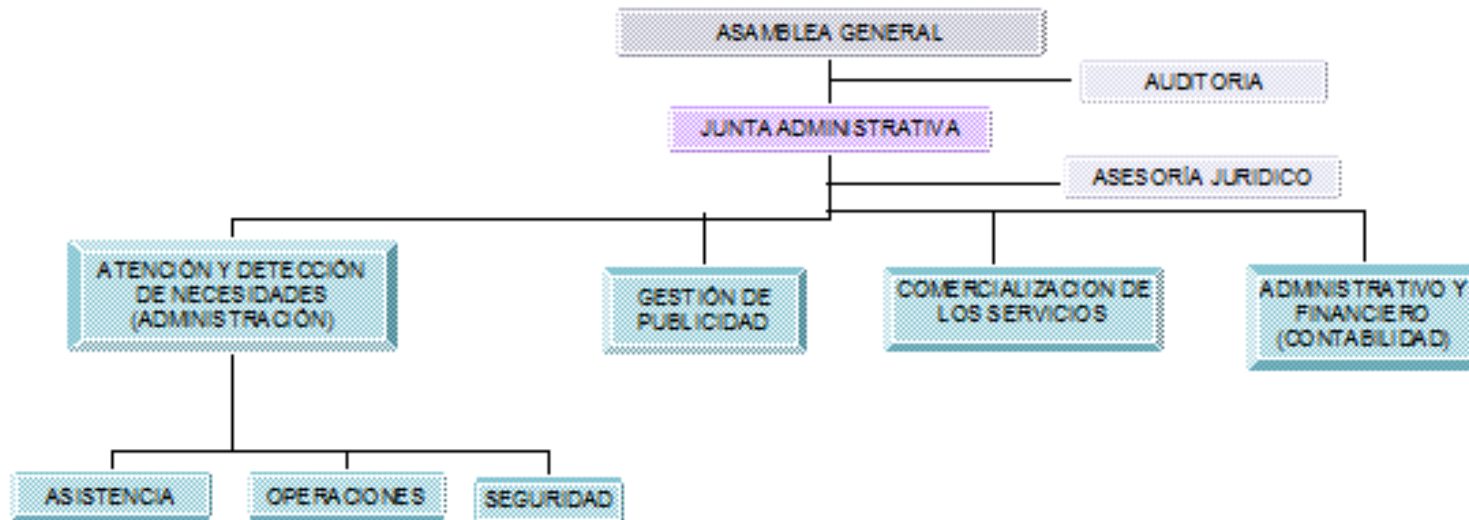 ASAMBLEA GENERAL
AUDITORIA
JUNTA ADMINISTRATIVA
ASESORÍA JURIDICO
ATENCIÓN Y DETECCIÓN
DE NECESIDADES
(ADMINISTRACIÓN)
GESTIÓN DE
PUBLICIDAD
COMERCIALIZACION DE
LOS SERVICIOS
ADMINISTRATIVO Y
FINANCIERO
(CONTABILIDAD)
ASISTENCIA
OPERACIONES
SEGURIDAD